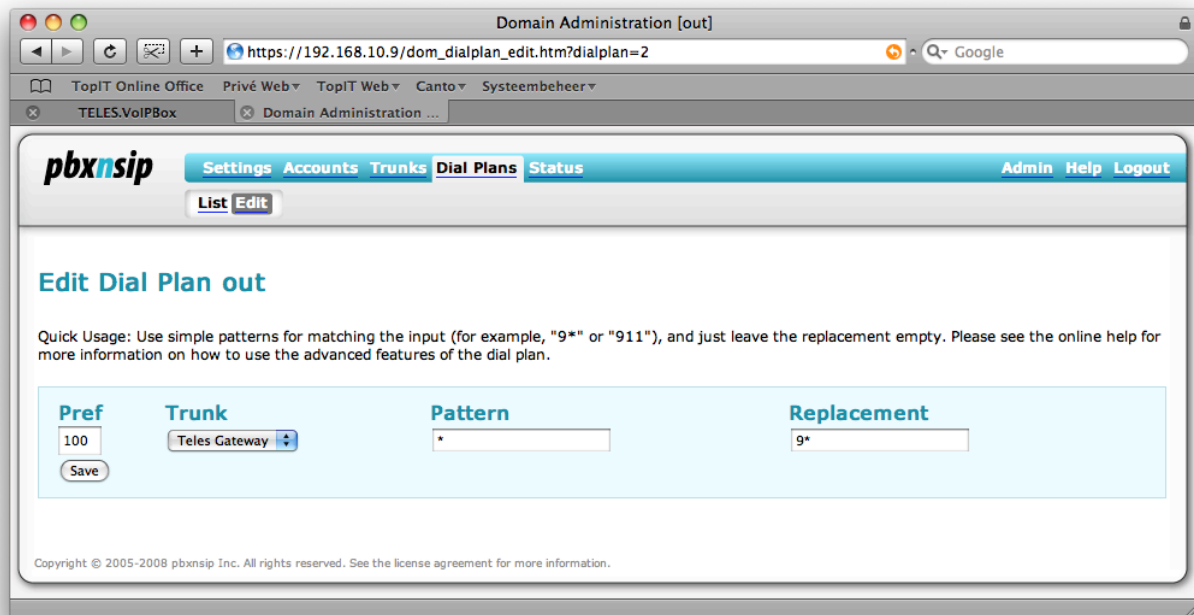 Domain Administration [out]
https://192.168.10.9/dom_dialplan_edit.htm?dialplan=2
Google
TopIT Online Office Privé Web TopIT Web Canto Systeembeheer
TELES.VoIPBox Domain Administration ...
pbxnsip Settings Accounts Trunks Dial Plans Status Admin Help Logout
List Edit
Edit Dial Plan out
Quick Usage: Use simple patterns for matching the input (for example, "9*" or "911"), and just leave the replacement empty. Please see the online help for
more information on how to use the advanced features of the dial plan.
Pref Trunk Pattern Replacement
100 Teles Gateway * 9*
Save
Copyright © 2005-2008 pbxnsip Inc. All rights reserved. See the license agreement for more information.